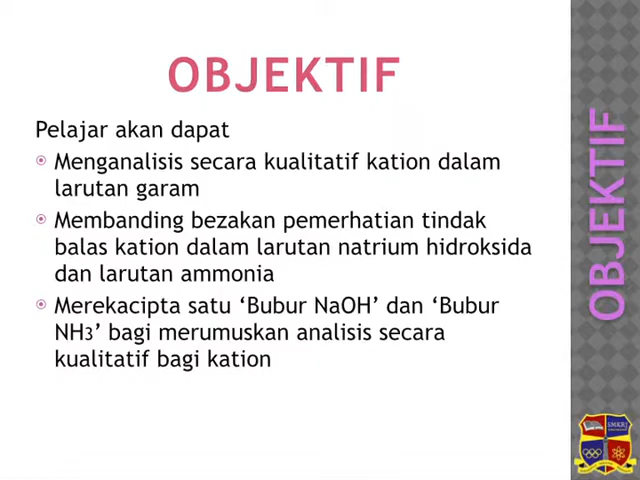 OBJEKTIF
Pelajar akan dapat
Menganalisis secara kualitatif kation dalam
larutan garam
Membanding bezakan pemerhatian tindak
balas kation dalam larutan natrium hidroksida
dan larutan ammonia
Merekacipta satu ‘Bubur NaOH’ dan ‘Bubur
NH3’ bagi merumuskan analisis secara
kualitatif bagi kation
OBJEKTIF